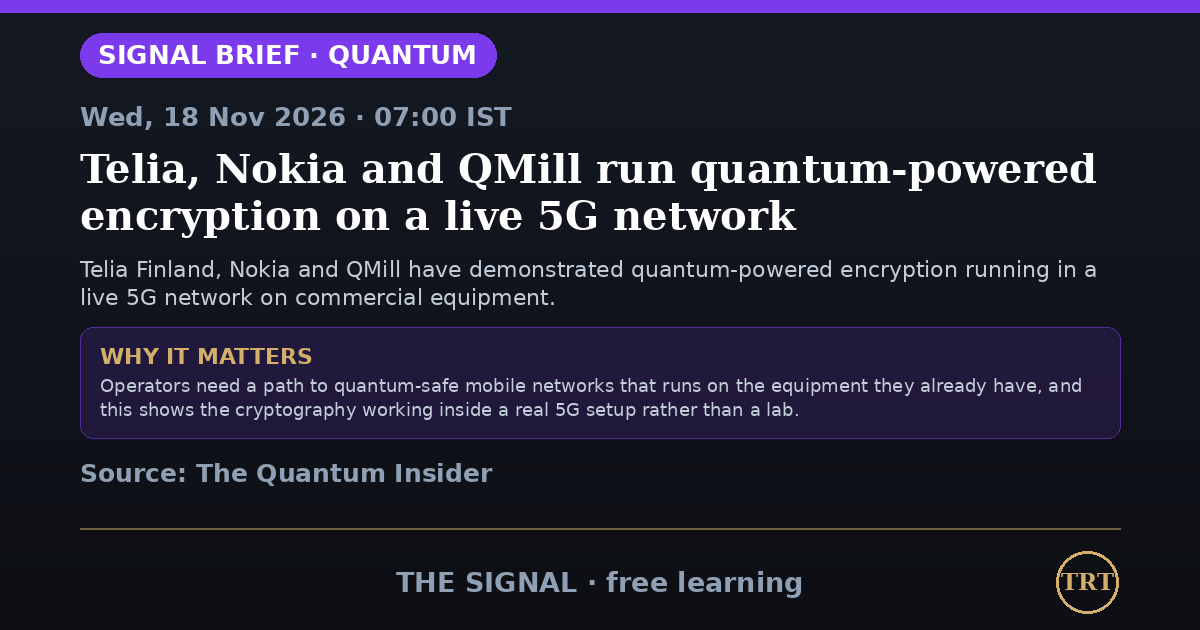 SIGNAL BRIEF · QUANTUM
Wed, 18 Nov 2026 · 07:00 IST
Telia, Nokia and QMill run quantum-powered
encryption on a live 5G network
Telia Finland, Nokia and QMill have demonstrated quantum-powered encryption running in a
live 5G network on commercial equipment.
WHY IT MATTERS
Operators need a path to quantum-safe mobile networks that runs on the equipment they already have, and
this shows the cryptography working inside a real 5G setup rather than a lab.
Source: The Quantum Insider
THE SIGNAL · free learning
TRT